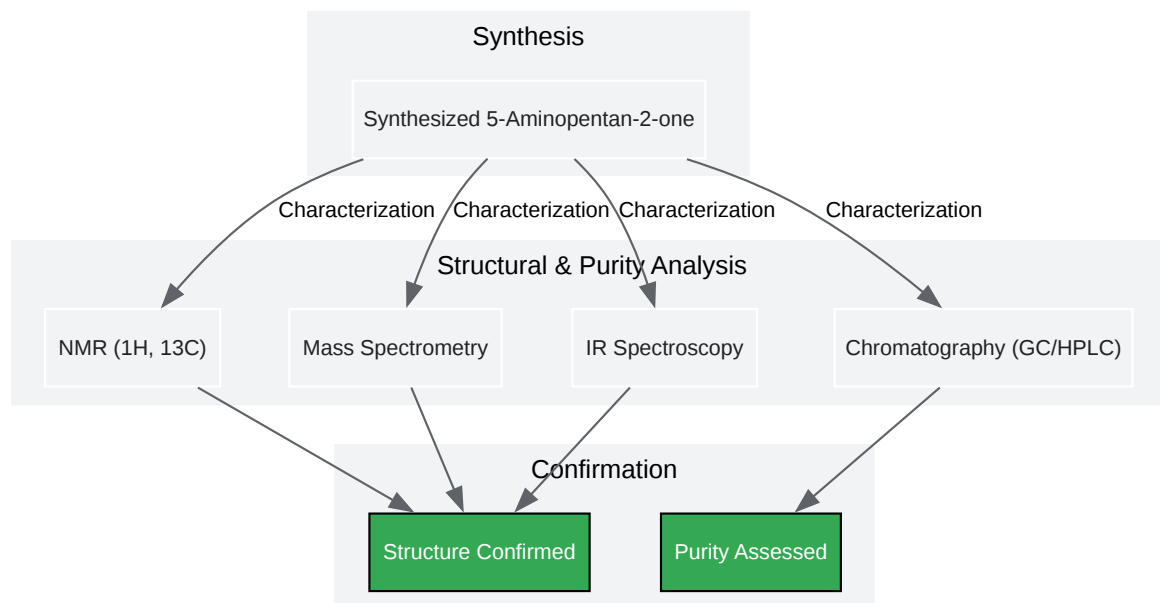 Synthesis
Synthesized 5-Aminopentan-2-one
Characterization
Characterization
Characterization
Characterization
Structural & Purity Analysis
NMR (1H, 13C)
Mass Spectrometry
IR Spectroscopy
Chromatography (GC/HPLC)
Confirmation
Structure Confirmed
Purity Assessed